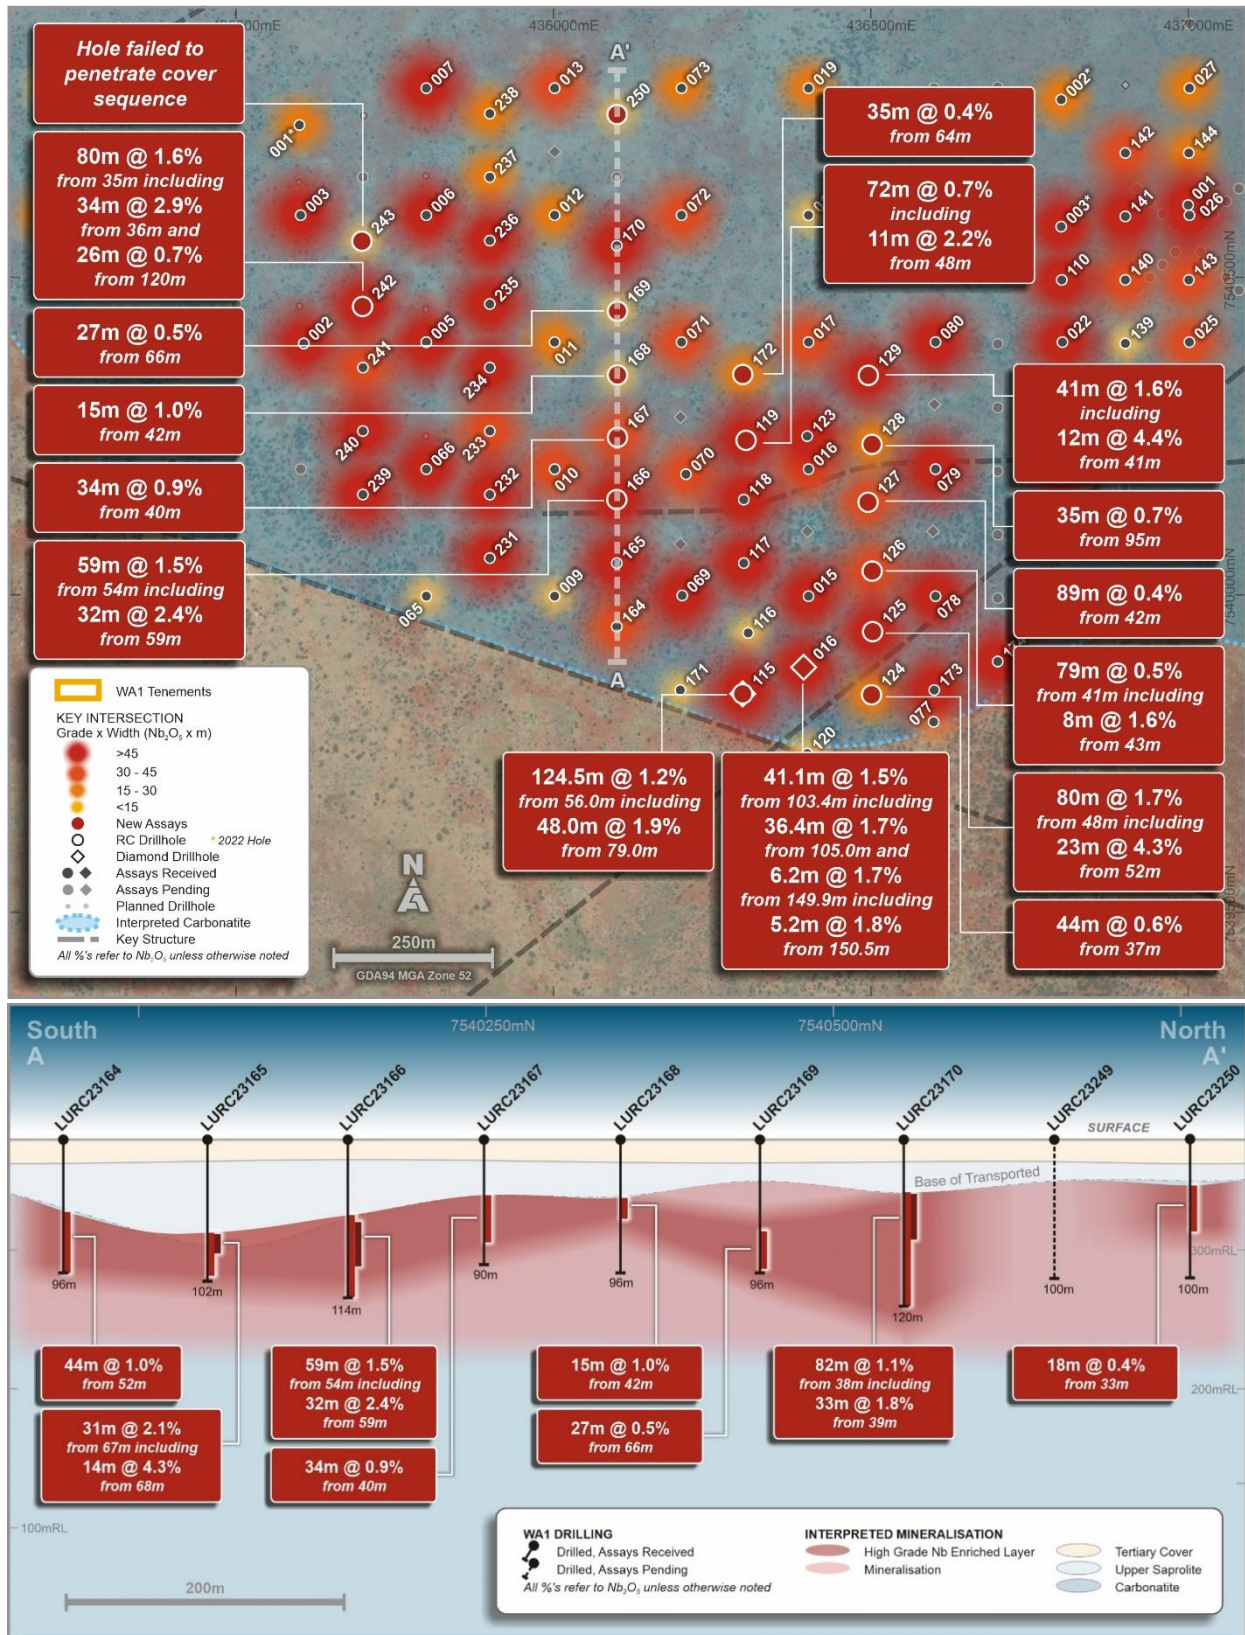 436000mE
436500mE
437000mE
7540500mN
7540000mN
Hole failed to
penetrate cover
sequence
80m @ 1.6%
from 35m including
34m @ 2.9%
from 36m and
26m @ 0.7%
from 120m
27m @ 0.5%
from 66m
15m @ 1.0%
from 42m
34m @ 0.9%
from 40m
59m @ 1.5%
from 54m including
32m @ 2.4%
from 59m
35m @ 0.4%
from 64m
72m @ 0.7%
including
11m @ 2.2%
from 48m
41m @ 1.6%
including
12m @ 4.4%
from 41m
35m @ 0.7%
from 95m
89m @ 0.4%
from 42m
79m @ 0.5%
from 41m including
8m @ 1.6%
from 43m
80m @ 1.7%
from 48m including
23m @ 4.3%
from 52m
44m @ 0.6%
from 37m
124.5m @ 1.2%
from 56.0m including
48.0m @ 1.9%
from 79.0m
41.1m @ 1.5%
from 103.4m including
36.4m @ 1.7%
from 105.0m and
6.2m @ 1.7%
from 149.9m including
5.2m @ 1.8%
from 150.5m
A'
007
238
013
250
073
019
002*
027
001*
237
142
144
003
243
006
236
012
170
072
003*
141
001
026
242
235
169
110
140
143
002
241
005
234
011
168
071
172
017
129
080
022
139
025
240
066
233
167
119
123
128
239
232
010
166
070
118
016
127
079
231
165
117
126
065
009
164
069
116
015
125
078
A
171
115
016
124
173
077
120
WA1 Tenements
KEY INTERSECTION
Grade x Width (Nb₂O₅ x m)
>45
30 - 45
15 - 30
<15
New Assays
RC Drillhole
* 2022 Hole
Diamond Drillhole
Assays Received
Assays Pending
Planned Drillhole
Interpreted Carbonatite
Key Structure
All %'s refer to Nb₂O₅ unless otherwise noted
N
250m
GDA94 MGA Zone 52
South
A
7540250mN
7540500mN
North
A'
LURC23164
LURC23165
LURC23166
LURC23167
LURC23168
LURC23169
LURC23170
LURC23249
LURC23250
SURFACE
Base of Transported
300mRL
96m
102m
114m
90m
96m
96m
120m
100m
100m
44m @ 1.0%
from 52m
31m @ 2.1%
from 67m including
14m @ 4.3%
from 68m
59m @ 1.5%
from 54m including
32m @ 2.4%
from 59m
34m @ 0.9%
from 40m
15m @ 1.0%
from 42m
27m @ 0.5%
from 66m
82m @ 1.1%
from 38m including
33m @ 1.8%
from 39m
18m @ 0.4%
from 33m
200mRL
100mRL
200m
WA1 DRILLING
Drilled, Assays Received
Drilled, Assays Pending
All %'s refer to Nb₂O₅ unless otherwise noted
INTERPRETED MINERALISATION
High Grade Nb Enriched Layer
Mineralisation
Tertiary Cover
Upper Saprolite
Carbonatite